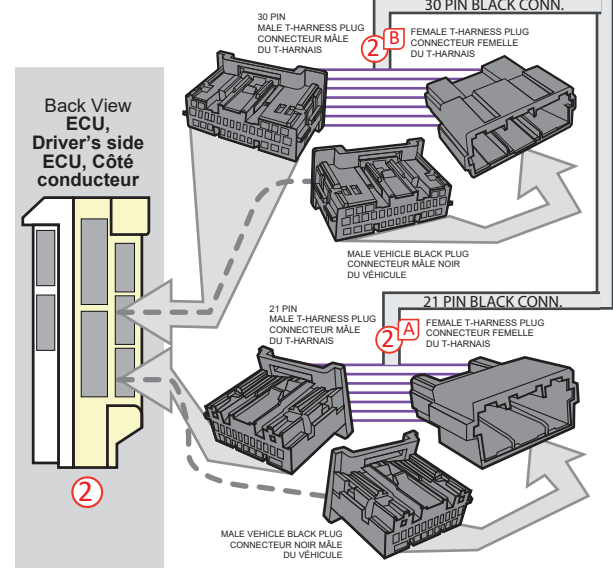 30 PIN BLACK CONN.
30 PIN
MALE T-HARNESS PLUG
CONNECTEUR MÂLE
DU T-HARNAIS
2 B
FEMALE T-HARNESS PLUG
CONNECTEUR FEMELLE
DU T-HARNAIS
Back View
ECU,
Driver's side
ECU, Côté
conducteur
MALE VEHICLE BLACK PLUG
CONNECTEUR MÂLE NOIR
DU VÉHICULE
21 PIN BLACK CONN.
21 PIN
MALE T-HARNESS PLUG
CONNECTEUR MÂLE
DU T-HARNAIS
2 A
FEMALE T-HARNESS PLUG
CONNECTEUR FEMELLE
DU T-HARNAIS
2
MALE VEHICLE BLACK PLUG
CONNECTEUR NOIR MÂLE
DU VÉHICULE